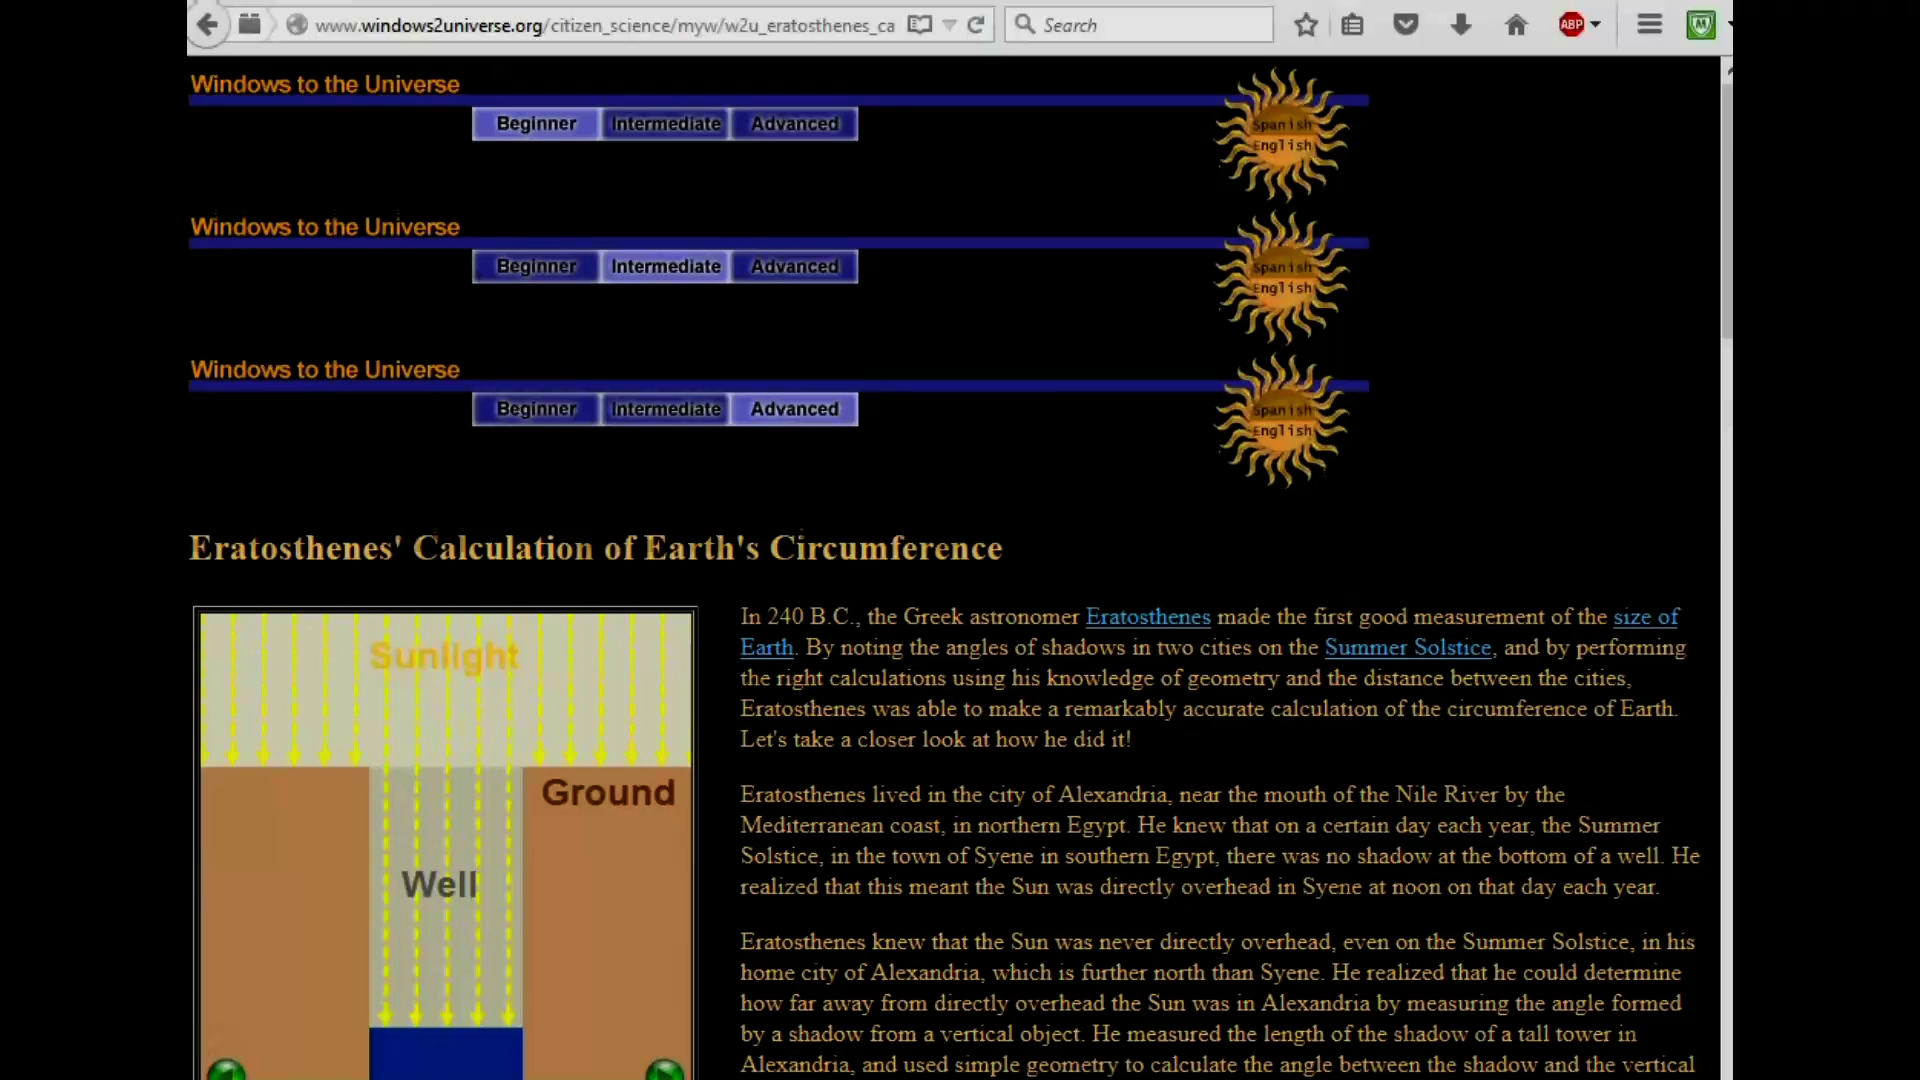 www.windows2universe.org/citizen_science/myw/w2u_eratosthenes_ca
Search
ABP
Windows to the Universe
Beginner Intermediate Advanced
Spanish
English
Windows to the Universe
Beginner Intermediate Advanced
Spanish
English
Windows to the Universe
Beginner Intermediate Advanced
Spanish
English
Eratosthenes' Calculation of Earth's Circumference
Sunlight
Ground
Well
In 240 B.C., the Greek astronomer Eratosthenes made the first good measurement of the size of
Earth. By noting the angles of shadows in two cities on the Summer Solstice, and by performing
the right calculations using his knowledge of geometry and the distance between the cities,
Eratosthenes was able to make a remarkably accurate calculation of the circumference of Earth.
Let's take a closer look at how he did it!
Eratosthenes lived in the city of Alexandria, near the mouth of the Nile River by the
Mediterranean coast, in northern Egypt. He knew that on a certain day each year, the Summer
Solstice, in the town of Syene in southern Egypt, there was no shadow at the bottom of a well. He
realized that this meant the Sun was directly overhead in Syene at noon on that day each year.
Eratosthenes knew that the Sun was never directly overhead, even on the Summer Solstice, in his
home city of Alexandria, which is further north than Syene. He realized that he could determine
how far away from directly overhead the Sun was in Alexandria by measuring the angle formed
by a shadow from a vertical object. He measured the length of the shadow of a tall tower in
Alexandria, and used simple geometry to calculate the angle between the shadow and the vertical